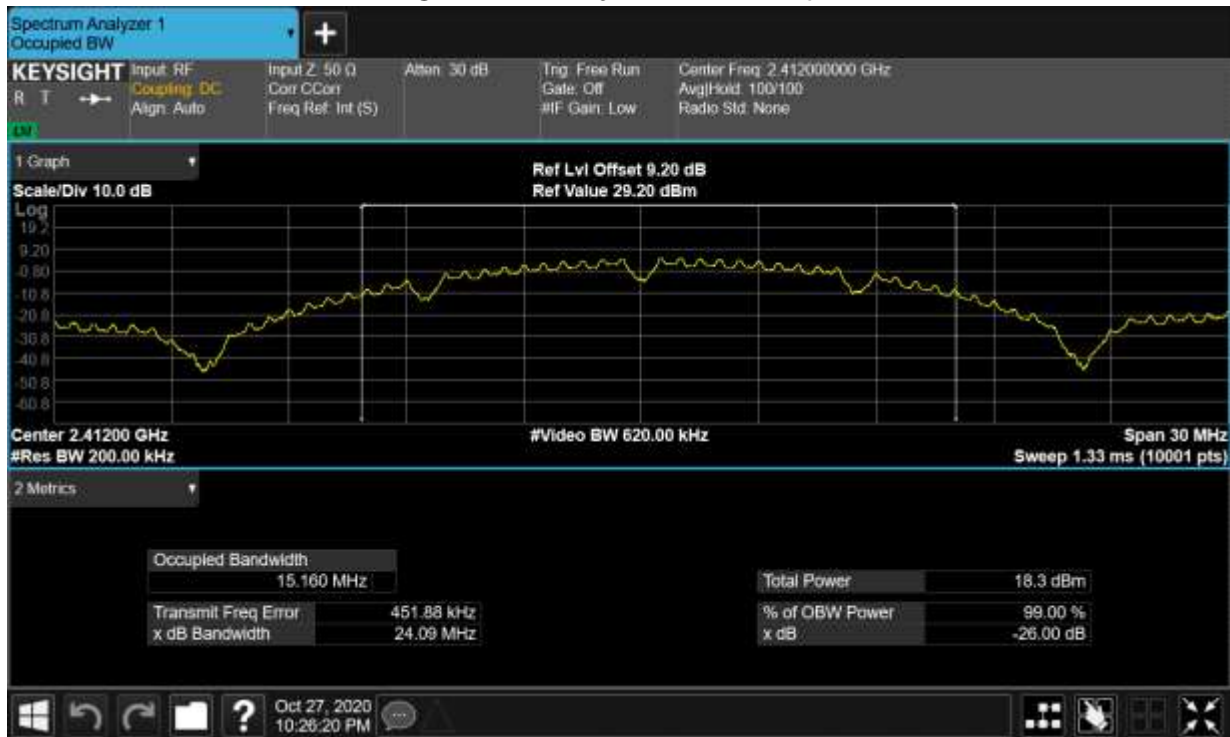 Spectrum Analyzer 1
Occupied BW
KEYSIGHT
R T
Input: RF
Coupling: DC
Align: Auto
Input Z: 50 Ω
Corr CCorr
Freq Ref: Int (S)
Atten: 30 dB
Trig: Free Run
Gate: Off
#IF Gain: Low
Center Freq: 2.412000000 GHz
Avg|Hold: 100/100
Radio Std: None
1 Graph
Scale/Div 10.0 dB
Ref Lvl Offset 9.20 dB
Ref Value 29.20 dBm
Log
19.2
9.20
-0.80
-10.8
-20.8
-30.8
-40.8
-50.8
-60.8
Center 2.41200 GHz
#Res BW 200.00 kHz
#Video BW 620.00 kHz
Span 30 MHz
Sweep 1.33 ms (10001 pts)
2 Metrics
Occupied Bandwidth
15.160 MHz
Transmit Freq Error 451.88 kHz
x dB Bandwidth 24.09 MHz
Total Power 18.3 dBm
% of OBW Power 99.00 %
x dB -26.00 dB
?
Oct 27, 2020
10:26:20 PM